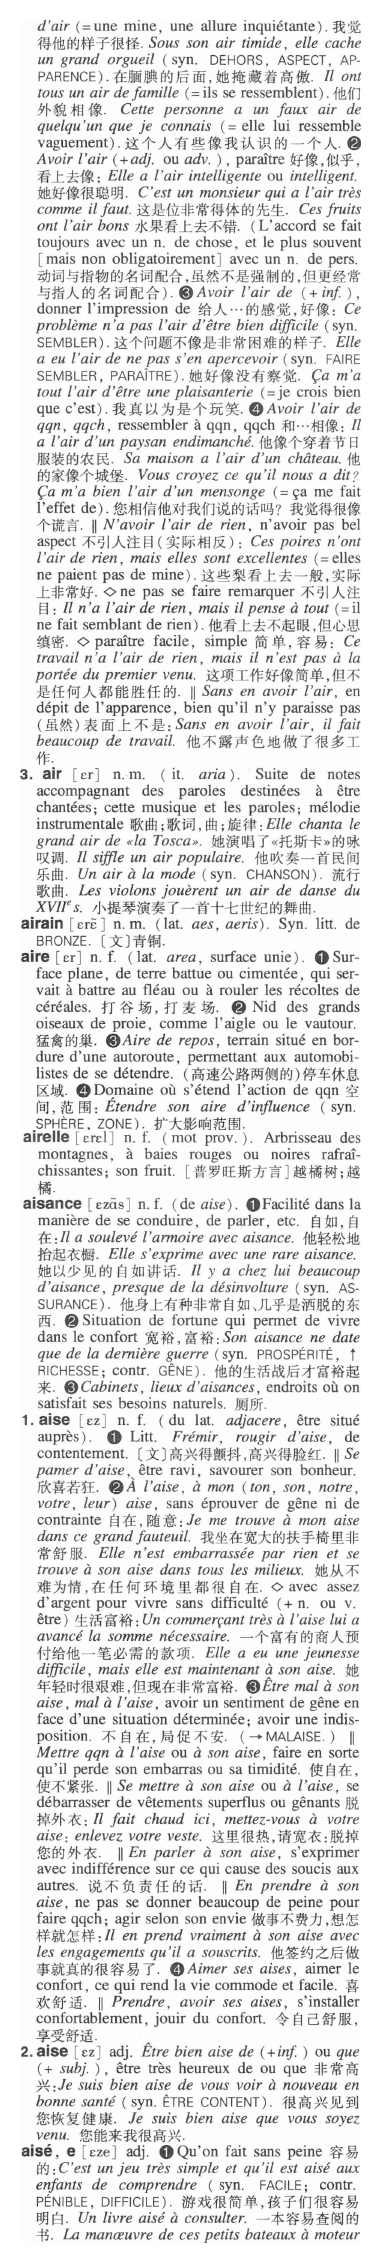 d'air (= une mine, une allure inquiétante). 我觉
得他的样子很怪. Sous son air timide, elle cache
un grand orgueil (syn. DEHORS, ASPECT, AP-
PARENCE). 在腼腆的后面,她掩藏着高傲. Il ont
tous un air de famille (= ils se ressemblent). 他们
外貌相像. Cette personne a un faux air de
quelqu'un que je connais (= elle lui ressemble
vaguement). 这个人有些像我认识的一个人. ❷
Avoir l'air (+ adj. ou adv.), paraître 好像,似乎,
看上去像: Elle a l'air intelligente ou intelligent.
她好像很聪明. C'est un monsieur qui a l'air très
comme il faut. 这是位非常得体的先生. Ces fruits
ont l'air bons 水果看上去不错. (L'accord se fait
toujours avec un n. de chose, et le plus souvent
[mais non obligatoirement] avec un n. de pers.
动词与指物的名词配合,虽然不是强制的,但更经常
与指人的名词配合). ❸ Avoir l'air de (+ inf.),
donner l'impression de 给人…的感觉,好像: Ce
problème n'a pas l'air d'être bien difficile (syn.
SEMBLER). 这个问题不像是非常困难的样子. Elle
a eu l'air de ne pas s'en apercevoir (syn. FAIRE
SEMBLER, PARAÎTRE). 她好像没有察觉. Ça m'a
tout l'air d'être une plaisanterie (= je crois bien
que c'est). 我真以为是个玩笑. ❹ Avoir l'air de
qqn, qqch, ressembler à qqn, qqch 和…相像: Il
a l'air d'un paysan endimanché. 他像个穿着节日
服装的农民. Sa maison a l'air d'un château. 他
的家像个城堡. Vous croyez ce qu'il nous a dit?
Ça m'a bien l'air d'un mensonge (= ça me fait
l'effet de). 您相信他对我们说的话吗? 我觉得很像
个谎言. ‖ N'avoir l'air de rien, n'avoir pas bel
aspect 不引人注目(实际相反): Ces poires n'ont
l'air de rien, mais elles sont excellentes (= elles
ne paient pas de mine). 这些梨看上去一般,实际
上非常好. ◇ ne pas se faire remarquer 不引人注
目: Il n'a l'air de rien, mais il pense à tout (= il
ne fait semblant de rien). 他看上去不起眼,但心思
缜密. ◇ paraître facile, simple 简单,容易: Ce
travail n'a l'air de rien, mais il n'est pas à la
portée du premier venu. 这项工作好像简单,但不
是任何人都能胜任的. ‖ Sans en avoir l'air, en
dépit de l'apparence, bien qu'il n'y paraisse pas
(虽然)表面上不是: Sans en avoir l'air, il fait
beaucoup de travail. 他不露声色地做了很多工
作.
3. air [ɛr] n. m. (it. aria). Suite de notes
accompagnant des paroles destinées à être
chantées; cette musique et les paroles; mélodie
instrumentale 歌曲;歌词,曲;旋律: Elle chanta le
grand air de «la Tosca». 她演唱了«托斯卡»的咏
叹调. Il siffle un air populaire. 他吹奏一首民间
乐曲. Un air à la mode (syn. CHANSON). 流行
歌曲. Les violons jouèrent un air de danse du
XVIIᵉ s. 小提琴演奏了一首十七世纪的舞曲.
airain [ɛrɛ̃] n. m. (lat. aes, aeris). Syn. litt. de
BRONZE. 〔文〕青铜.
aire [ɛr] n. f. (lat. area, surface unie). ❶ Sur-
face plane, de terre battue ou cimentée, qui ser-
vait à battre au fléau ou à rouler les récoltes de
céréales. 打谷场,打麦场. ❷ Nid des grands
oiseaux de proie, comme l'aigle ou le vautour.
猛禽的巢. ❸ Aire de repos, terrain situé en bor-
dure d'une autoroute, permettant aux automobi-
listes de se détendre. (高速公路两侧的)停车休息
区域. ❹ Domaine où s'étend l'action de qqn 空
间,范围: Étendre son aire d'influence (syn.
SPHÈRE, ZONE). 扩大影响范围.
airelle [ɛrɛl] n. f. (mot prov.). Arbrisseau des
montagnes, à baies rouges ou noires rafraî-
chissantes; son fruit. [普罗旺斯方言]越橘树;越
橘.
aisance [ɛzɑ̃s] n. f. (de aise). ❶ Facilité dans la
manière de se conduire, de parler, etc. 自如,自
在: Il a soulevé l'armoire avec aisance. 他轻松地
抬起衣橱. Elle s'exprime avec une rare aisance.
她以少见的自如讲话. Il y a chez lui beaucoup
d'aisance, presque de la désinvolture (syn. AS-
SURANCE). 他身上有种非常自如、几乎是洒脱的东
西. ❷ Situation de fortune qui permet de vivre
dans le confort 宽裕,富裕: Son aisance ne date
que de la dernière guerre (syn. PROSPÉRITÉ, ↑
RICHESSE; contr. GÊNE). 他的生活战后才富裕起
来. ❸ Cabinets, lieux d'aisances, endroits où on
satisfait ses besoins naturels. 厕所.
1. aise [ɛz] n. f. (du lat. adjacere, être situé
auprès). ❶ Litt. Frémir, rougir d'aise, de
contentement. 〔文〕高兴得颤抖,高兴得脸红. ‖ Se
pamer d'aise, être ravi, savourer son bonheur.
欣喜若狂. ❷ À l'aise, à mon (ton, son, notre,
votre, leur) aise, sans éprouver de gêne ni de
contrainte 自在,随意: Je me trouve à mon aise
dans ce grand fauteuil. 我坐在宽大的扶手椅里非
常舒服. Elle n'est embarrassée par rien et se
trouve à son aise dans tous les milieux. 她从不
难为情,在任何环境里都很自在. ◇ avec assez
d'argent pour vivre sans difficulté (+ n. ou v.
être) 生活富裕: Un commerçant très à l'aise lui a
avancé la somme nécessaire. 一个富有的商人预
付给他一笔必需的款项. Elle a eu une jeunesse
difficile, mais elle est maintenant à son aise. 她
年轻时很艰难,但现在非常富裕. ❸ Être mal à son
aise, mal à l'aise, avoir un sentiment de gêne en
face d'une situation déterminée; avoir une indis-
position. 不自在,局促不安. (→ MALAISE.) ‖
Mettre qqn à l'aise ou à son aise, faire en sorte
qu'il perde son embarras ou sa timidité. 使自在,
使不紧张. ‖ Se mettre à son aise ou à l'aise, se
débarrasser de vêtements superflus ou gênants 脱
掉外衣: Il fait chaud ici, mettez-vous à votre
aise: enlevez votre veste. 这里很热,请宽衣:脱掉
您的外衣. ‖ En parler à son aise, s'exprimer
avec indifférence sur ce qui cause des soucis aux
autres. 说不负责任的话. ‖ En prendre à son
aise, ne pas se donner beaucoup de peine pour
faire qqch; agir selon son envie 做事不费力,想怎
样就怎样: Il en prend vraiment à son aise avec
les engagements qu'il a souscrits. 他签约之后做
事就真的很容易了. ❹ Aimer ses aises, aimer le
confort, ce qui rend la vie commode et facile. 喜
欢舒适. ‖ Prendre, avoir ses aises, s'installer
confortablement, jouir du confort. 令自己舒服,
享受舒适.
2. aise [ɛz] adj. Être bien aise de (+ inf.) ou que
(+ subj.), être très heureux de ou que 非常高
兴: Je suis bien aise de vous voir à nouveau en
bonne santé (syn. ÊTRE CONTENT). 很高兴见到
您恢复健康. Je suis bien aise que vous soyez
venu. 您能来我很高兴.
aisé, e [ɛze] adj. ❶ Qu'on fait sans peine 容易
的: C'est un jeu très simple et qu'il est aisé aux
enfants de comprendre (syn. FACILE; contr.
PÉNIBLE, DIFFICILE). 游戏很简单,孩子们很容易
明白. Un livre aisé à consulter. 一本容易查阅的
书. La manœuvre de ces petits bateaux à moteur